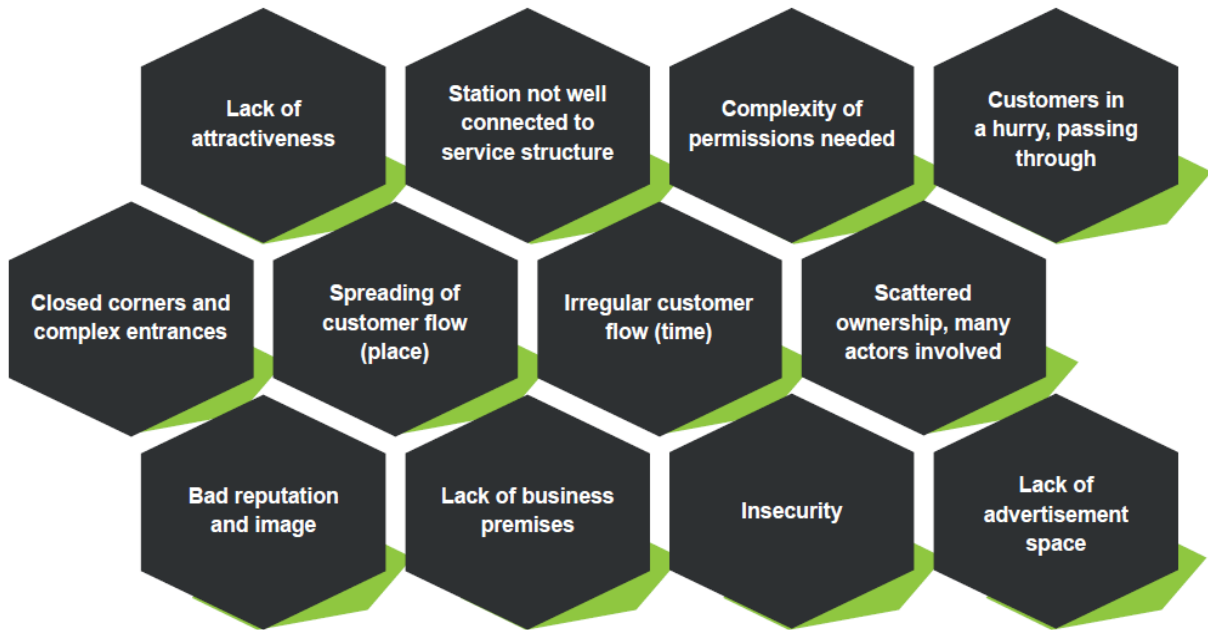 Lack of
attractiveness
Station not well
connected to
service structure
Complexity of
permissions needed
Customers in
a hurry, passing
through
Closed corners and
complex entrances
Spreading of
customer flow
(place)
Irregular customer
flow (time)
Scattered
ownership, many
actors involved
Bad reputation
and image
Lack of business
premises
Insecurity
Lack of
advertisement
space